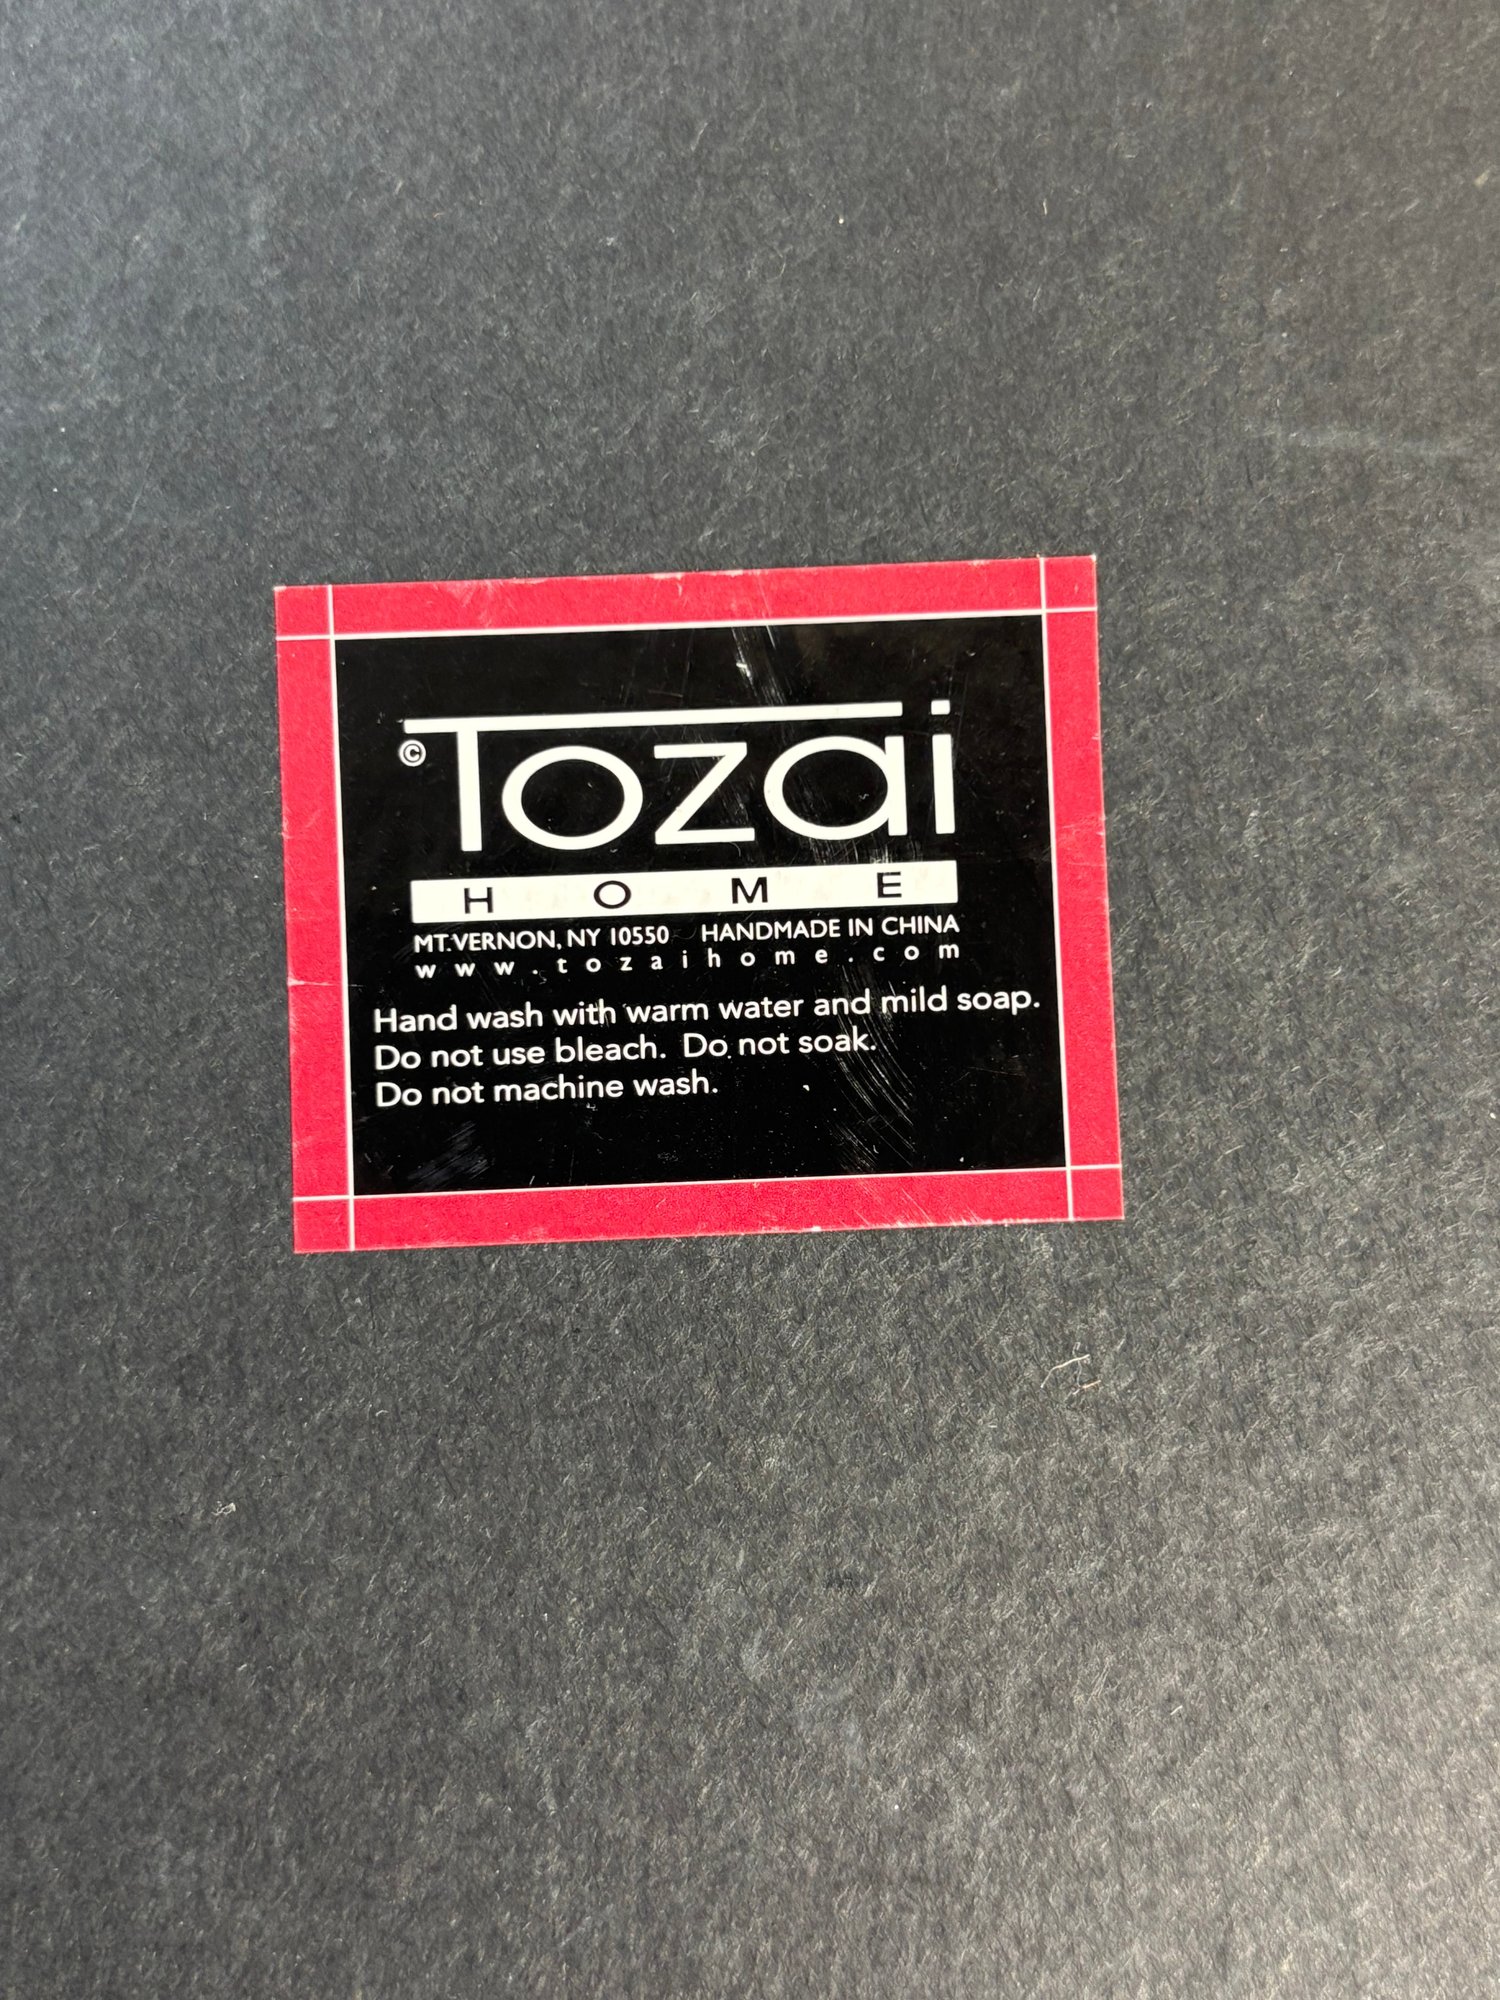 © Tozai
HOME
MT. VERNON, NY 10550 HANDMADE IN CHINA
www.tozaihome.com
Hand wash with warm water and mild soap.
Do not use bleach. Do not soak.
Do not machine wash.